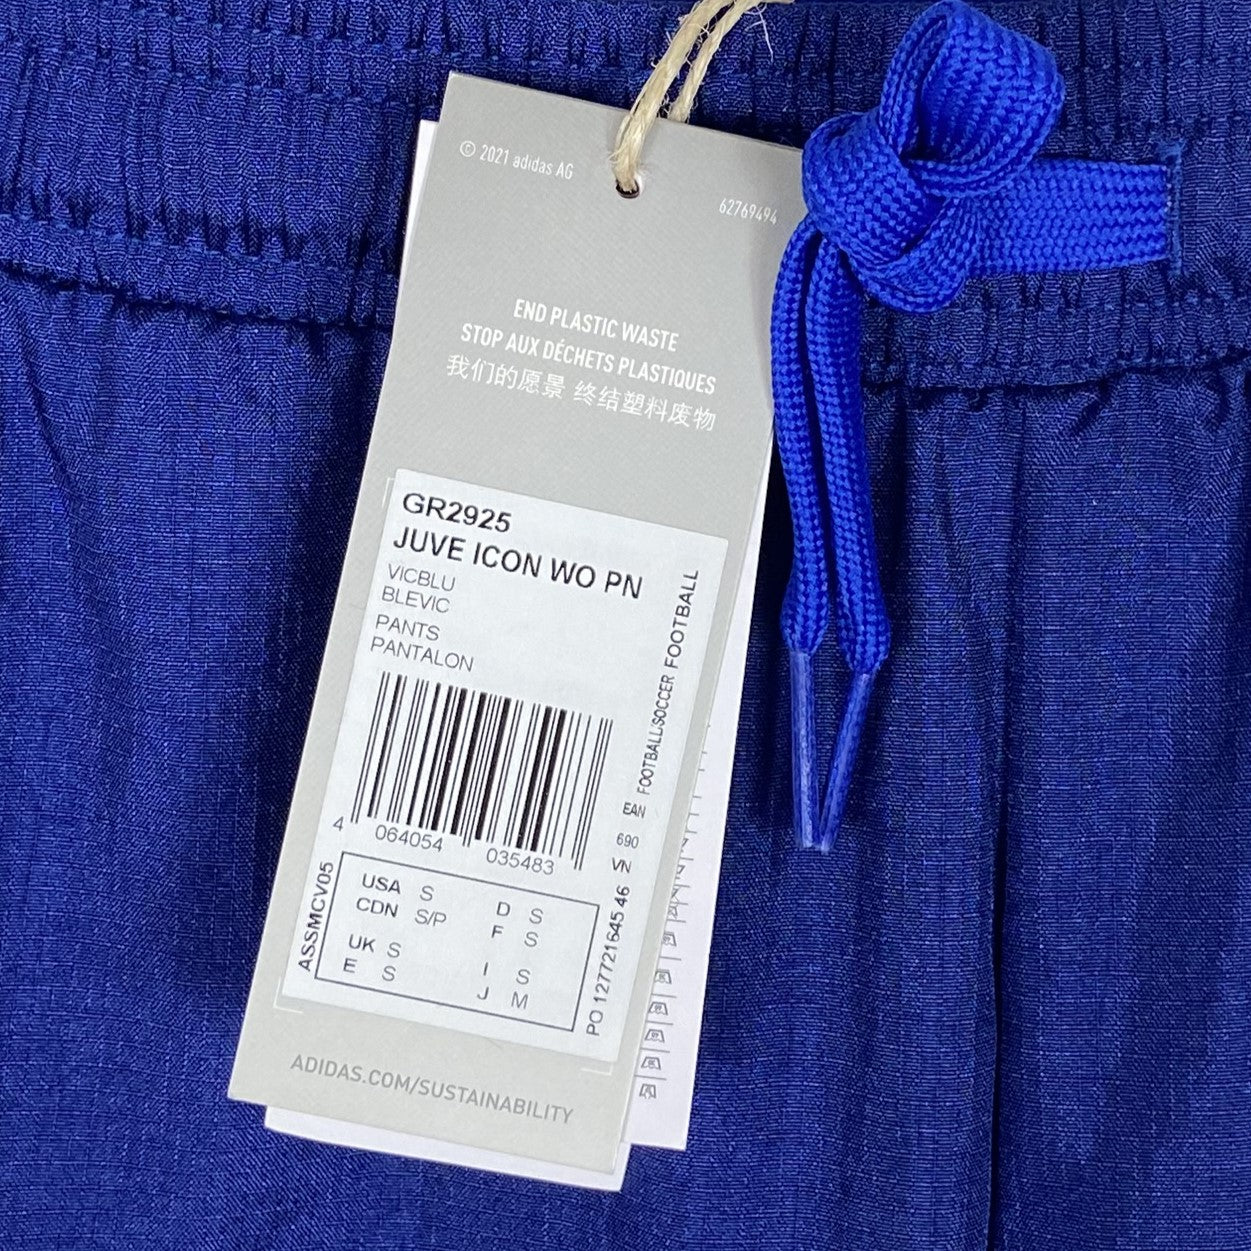 © 2021 adidas AG
62769494
END PLASTIC WASTE
STOP AUX DÉCHETS PLASTIQUES
我们的愿景 终结塑料废物
GR2925
JUVE ICON WO PN
VICBLU
BLEVIC
PANTS
PANTALON
FOOTBALL/SOCCER FOOTBALL
4 064054 035483
EAN
690
VN
ASSMCV05
USA S D S
CDN S/P F S
UK S I S
E S J M
PO 127721645 46
ADIDAS.COM/SUSTAINABILITY